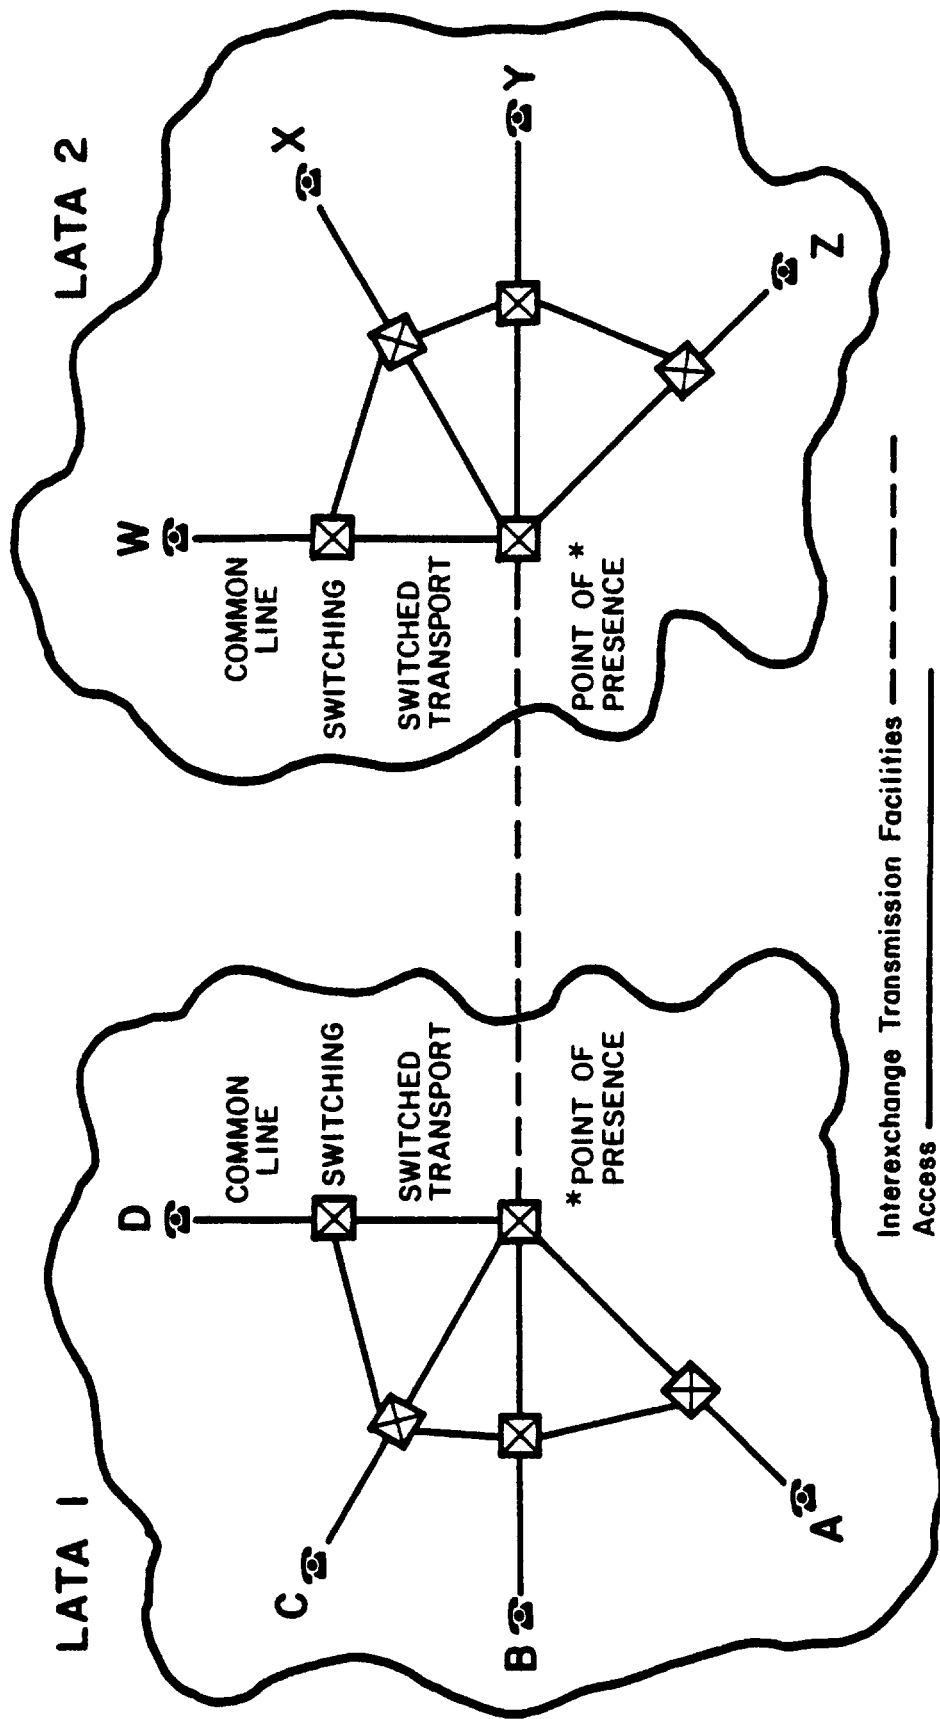 LATA 1
LATA 2
D
COMMON
LINE
SWITCHING
SWITCHED
TRANSPORT
*POINT OF
PRESENCE
C
B
A
W
COMMON
LINE
SWITCHING
SWITCHED
TRANSPORT
POINT OF *
PRESENCE
X
Y
Z
Interexchange Transmission Facilities
Access